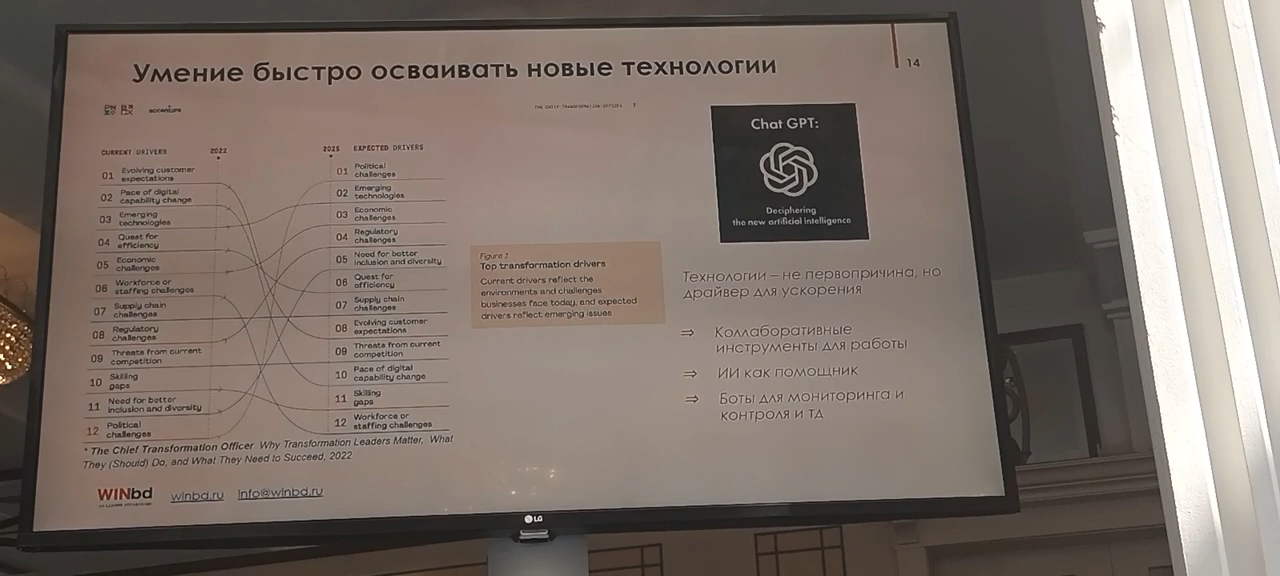 Умение быстро осваивать новые технологии
14
accenture
THE CHIEF TRANSFORMATION OFFICER 7
CURRENT DRIVERS
2022
01 Evolving customer
expectations
02 Pace of digital
capability change
03 Emerging
technologies
04 Quest for
efficiency
05 Economic
challenges
06 Workforce or
staffing challenges
07 Supply chain
challenges
08 Regulatory
challenges
09 Threats from current
competition
10 Skilling
gaps
11 Need for better
inclusion and diversity
12 Political
challenges
2025 EXPECTED DRIVERS
01 Political
challenges
02 Emerging
technologies
03 Economic
challenges
04 Regulatory
challenges
05 Need for better
inclusion and diversity
06 Quest for
efficiency
07 Supply chain
challenges
08 Evolving customer
expectations
09 Threats from current
competition
10 Pace of digital
capability change
11 Skilling
gaps
12 Workforce or
staffing challenges
Figure 2
Top transformation drivers
Current drivers reflect the
environments and challenges
businesses face today, and expected
drivers reflect emerging issues
Chat GPT:
Deciphering
the new artificial intelligence
Технологии – не первопричина, но
драйвер для ускорения
⇒ Коллаборативные
инструменты для работы
⇒ ИИ как помощник
⇒ Боты для мониторинга и
контроля и тд
* The Chief Transformation Officer Why Transformation Leaders Matter, What
They (Should) Do, and What They Need to Succeed, 2022
WINbd
winbd.ru info@winbd.ru
LG